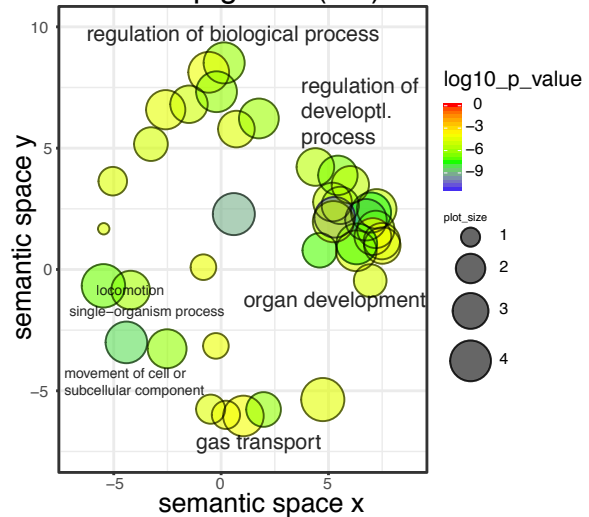 10
regulation of biological process
regulation of
developtl.
process
5
semantic space y
0
locomotion
single−organism process
organ development
movement of cell or
subcellular component
−5
gas transport
−5
0
5
semantic space x
log10_p_value
0
−3
−6
−9
plot_size
1
2
3
4